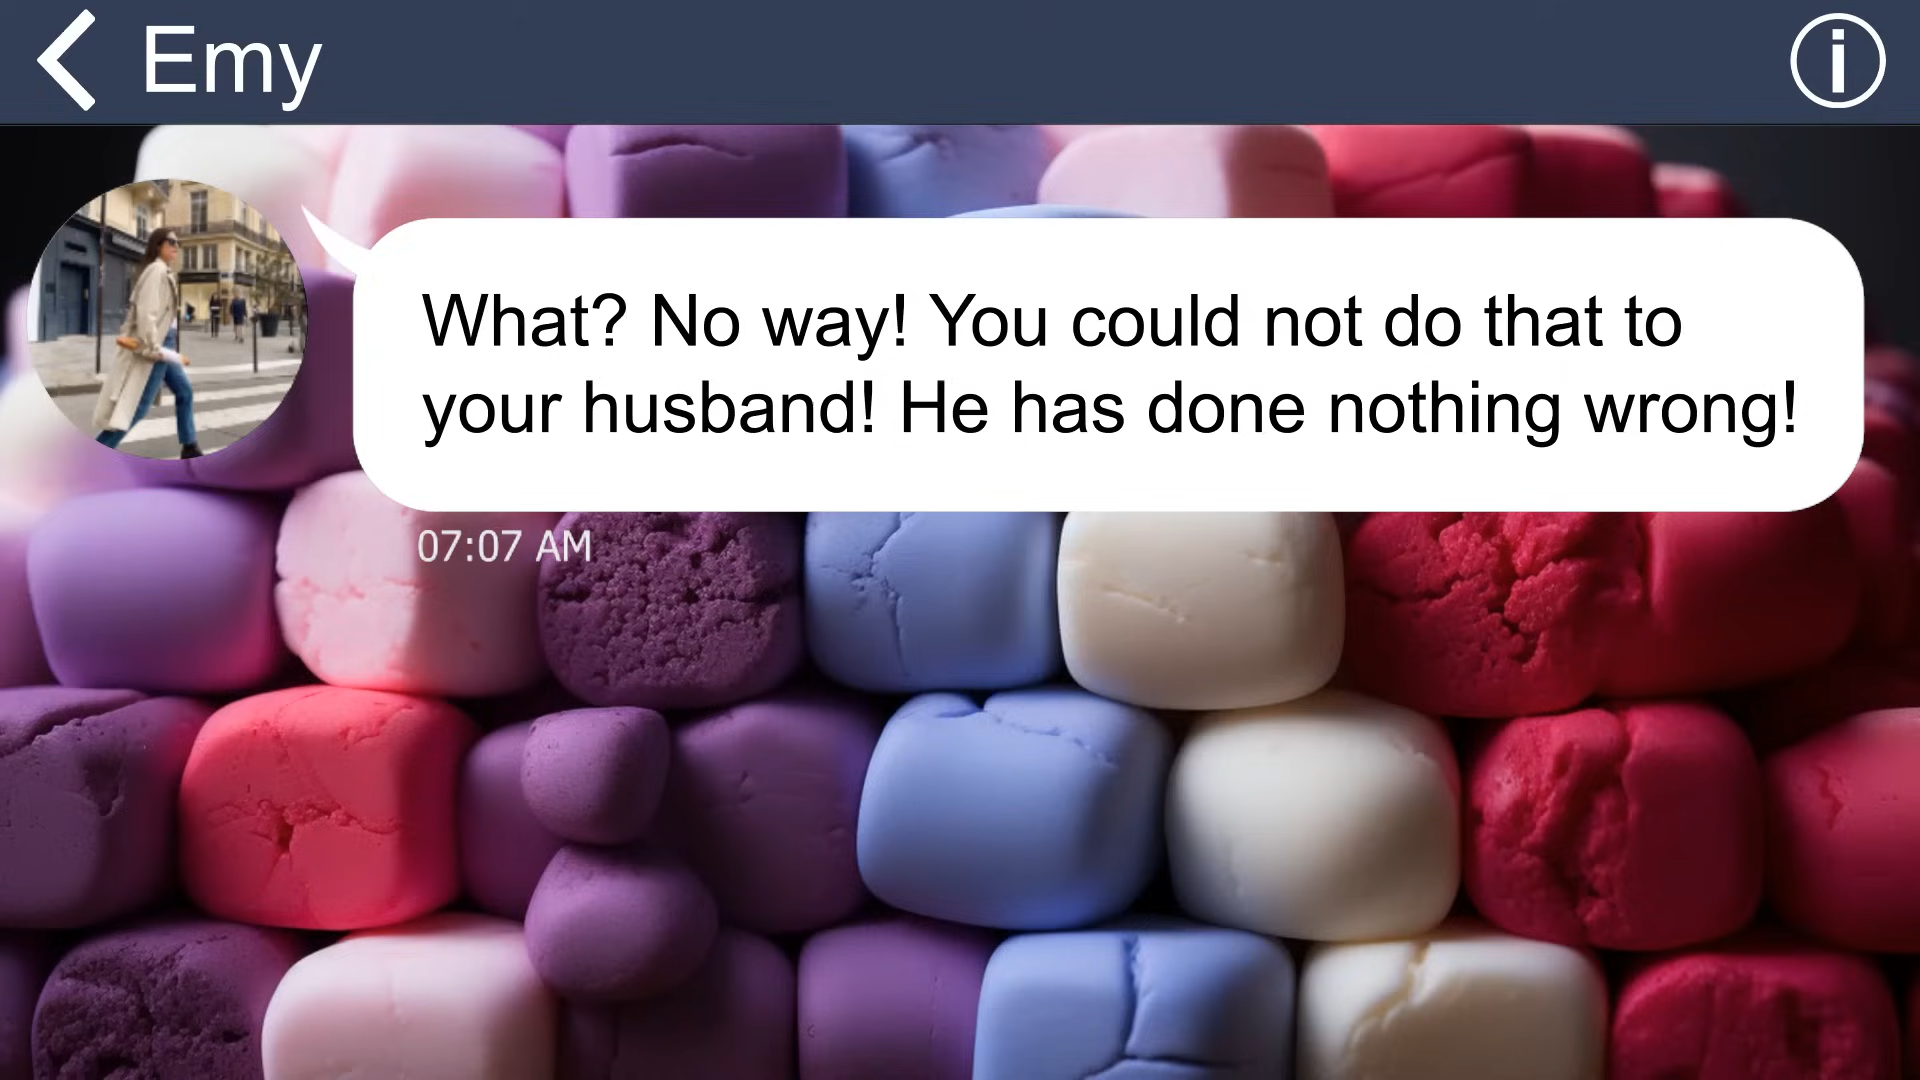 Emy
What? No way! You could not do that to
your husband! He has done nothing wrong!
07:07 AM